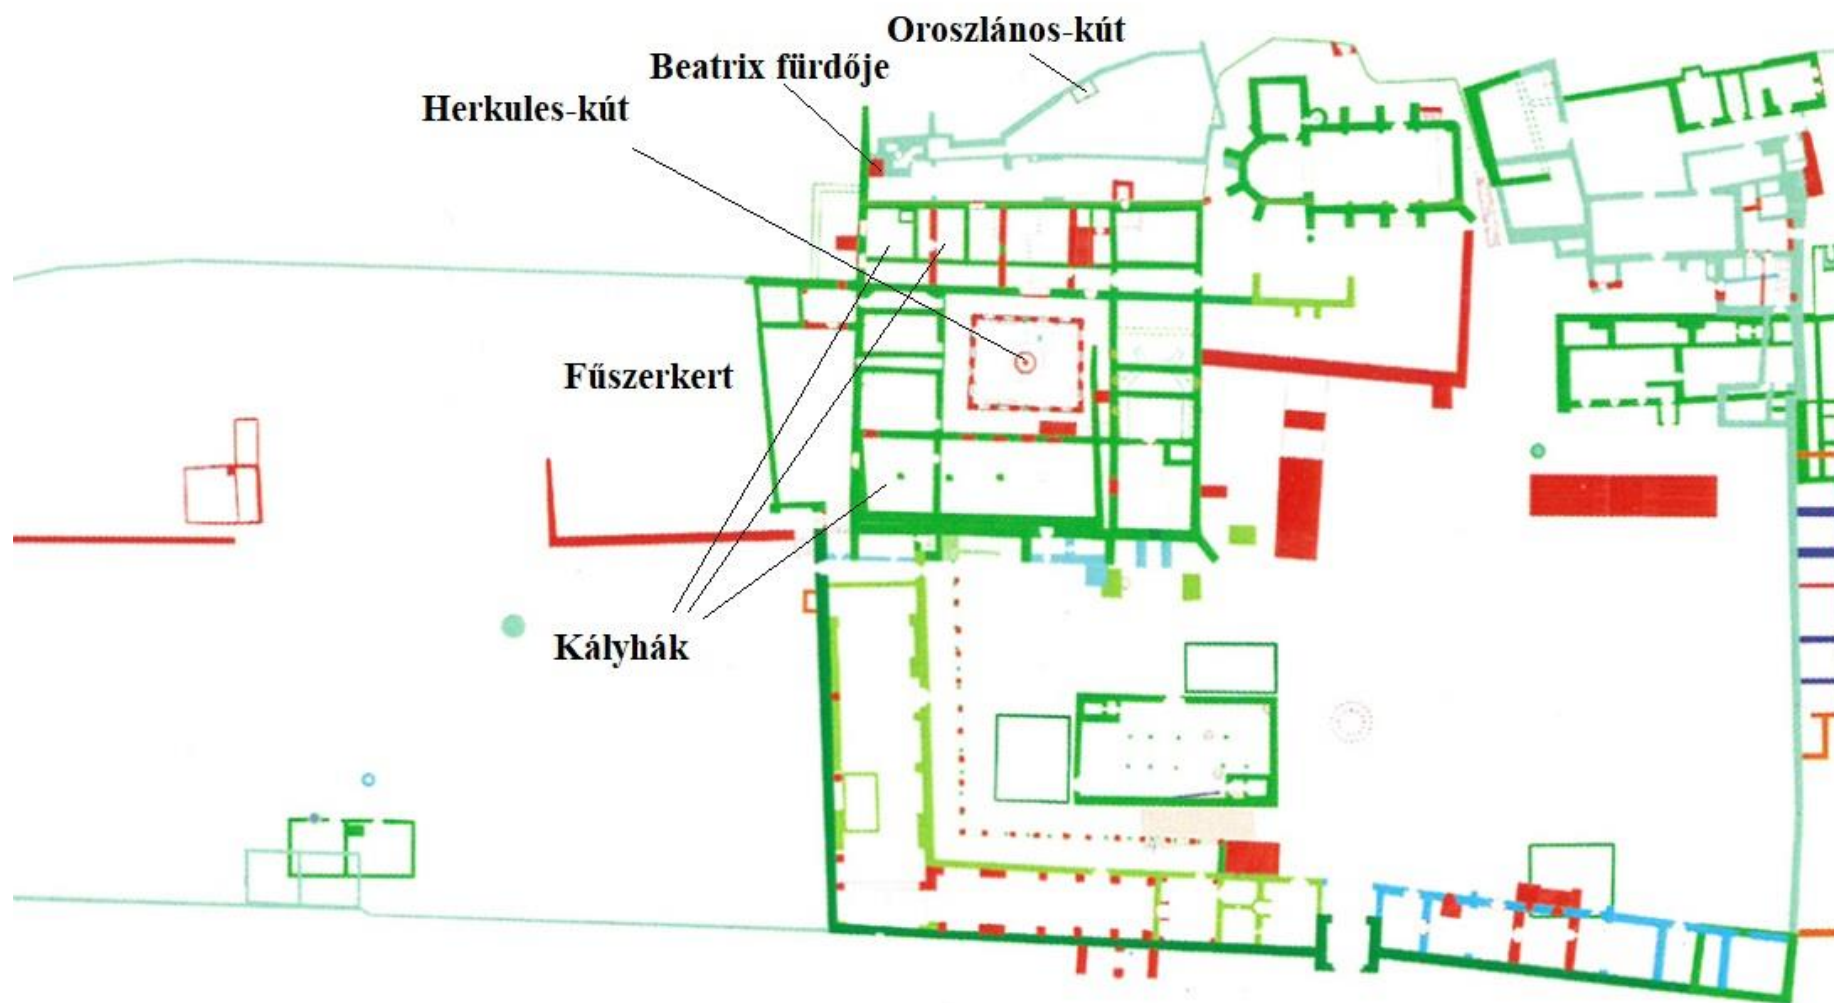 Oroszlános-kút
Beatrix fürdője
Herkules-kút
Fűszerkert
Kályhák